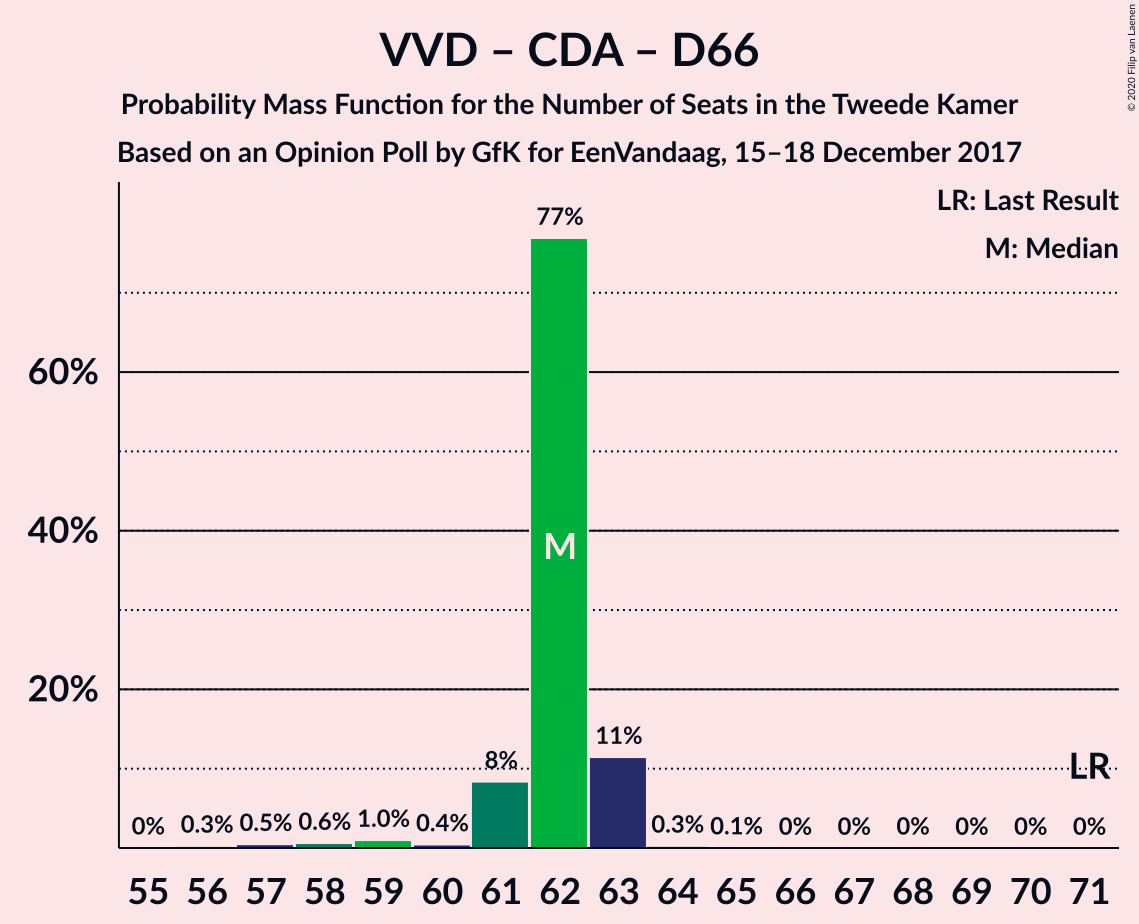 VVD – CDA – D66
Probability Mass Function for the Number of Seats in the Tweede Kamer
Based on an Opinion Poll by GfK for EenVandaag, 15–18 December 2017
© 2020 Filip van Laenen
LR: Last Result
M: Median
77%
60%
40%
M
20%
11%
8%
LR
0% 0.3% 0.5% 0.6% 1.0% 0.4% 0.3% 0.1% 0% 0% 0% 0% 0% 0%
55 56 57 58 59 60 61 62 63 64 65 66 67 68 69 70 71